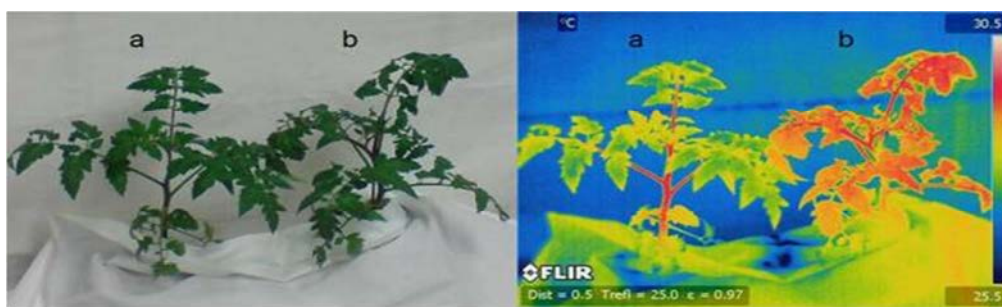 a
b
°C
30.5
a
b
FLIR
Dist = 0.5 Trefl = 25.0 ε = 0.97
25.5